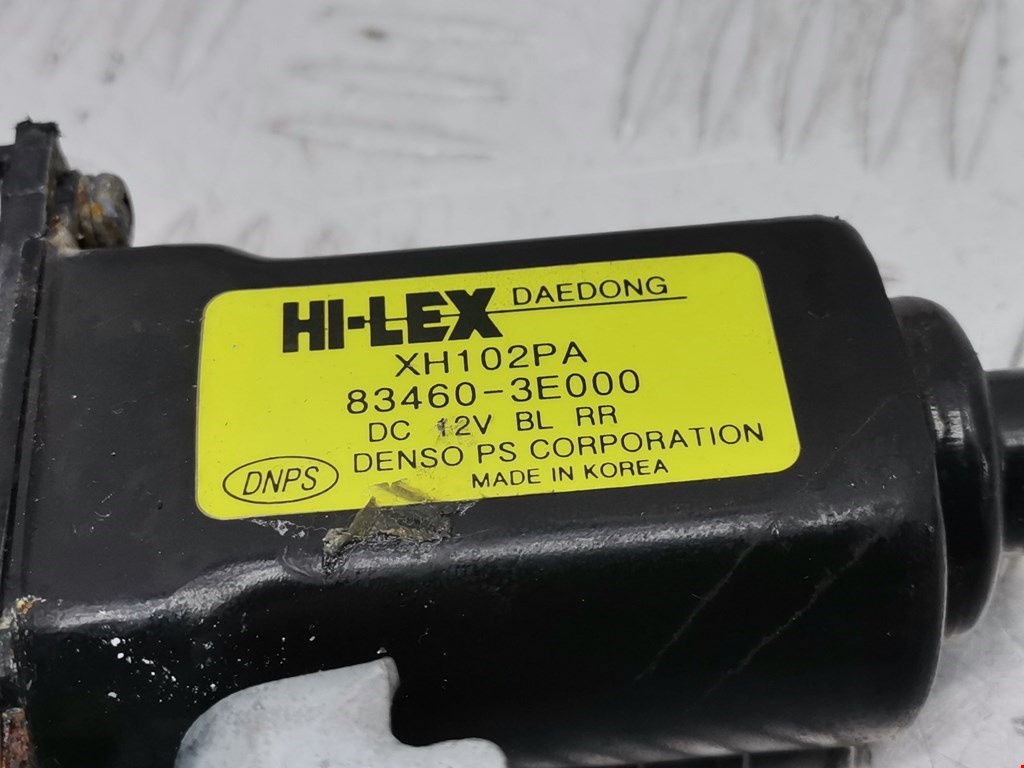 HI-LEX DAEDONG
XH102PA
83460-3E000
DC 12V BL RR
DENSO PS CORPORATION
DNPS MADE IN KOREA